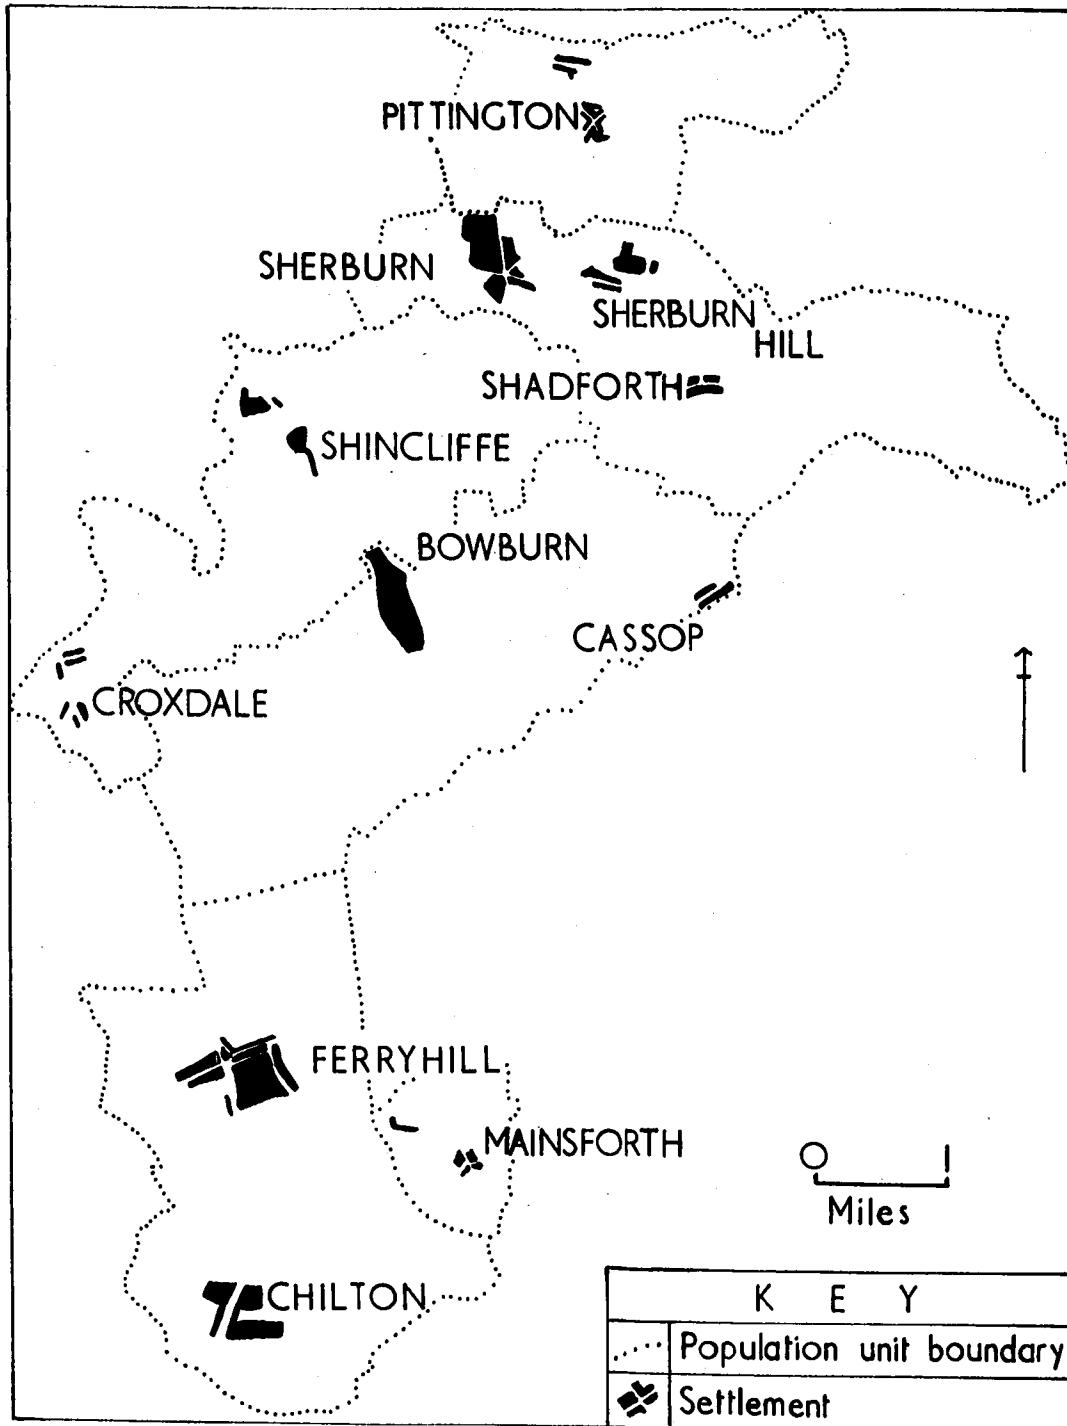 PITTINGTON
SHERBURN
SHERBURN
HILL
SHADFORTH
SHINCLIFFE
BOWBURN
CASSOP
CROXDALE
FERRYHILL
MAINSFORTH
0 1
Miles
CHILTON
KEY
Population unit boundary
Settlement